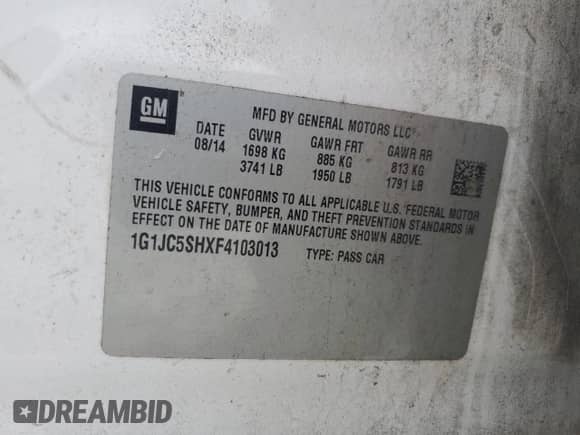 GM
MFD BY GENERAL MOTORS LLC
DATE GVWR GAWR FRT GAWR RR
08/14 1698 KG 885 KG 813 KG
3741 LB 1950 LB 1791 LB
THIS VEHICLE CONFORMS TO ALL APPLICABLE U.S. FEDERAL MOTOR
VEHICLE SAFETY, BUMPER, AND THEFT PREVENTION STANDARDS IN
EFFECT ON THE DATE OF MANUFACTURE SHOWN ABOVE.
1G1JC5SHXF4103013 TYPE: PASS CAR
DREAMBID